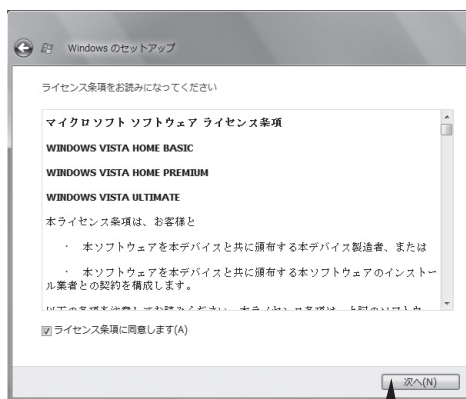 Windows のセットアップ
ライセンス条項をお読みになってください
マイクロソフト ソフトウェア ライセンス条項
WINDOWS VISTA HOME BASIC
WINDOWS VISTA HOME PREMIUM
WINDOWS VISTA ULTIMATE
本ライセンス条項は、お客様と
· 本ソフトウェアを本デバイスと共に頒布する本デバイス製造者、または
· 本ソフトウェアを本デバイスと共に頒布する本ソフトウェアのインストー
ル業者との契約を構成します。
ライセンス条項に同意します(A)
次へ(N)